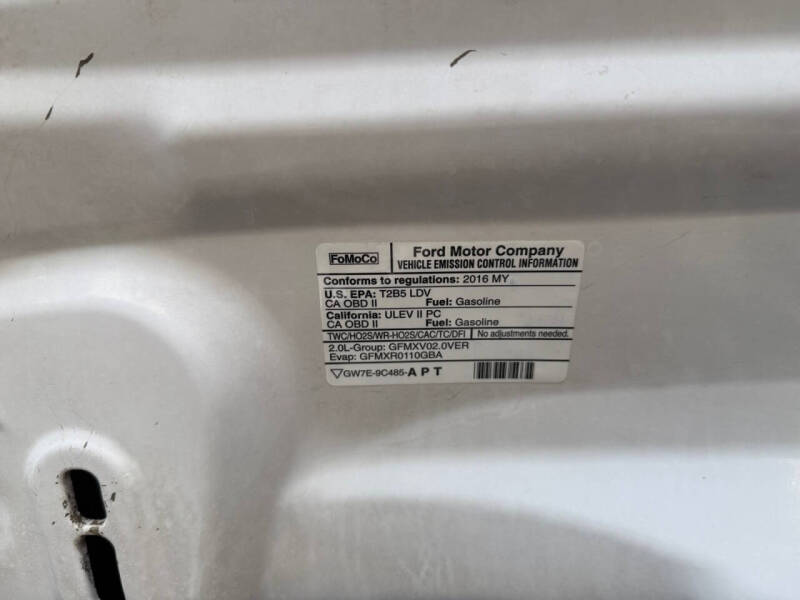 FoMoCo
Ford Motor Company
VEHICLE EMISSION CONTROL INFORMATION
Conforms to regulations: 2016 MY
U.S. EPA: T2B5 LDV
CA OBD II Fuel: Gasoline
California: ULEV II PC
CA OBD II Fuel: Gasoline
TWC/HO2S/WR-HO2S/CAC/TC/DFI No adjustments needed.
2.0L-Group: GFMXV02.0VER
Evap: GFMXR0110GBA
GW7E-9C485-APT